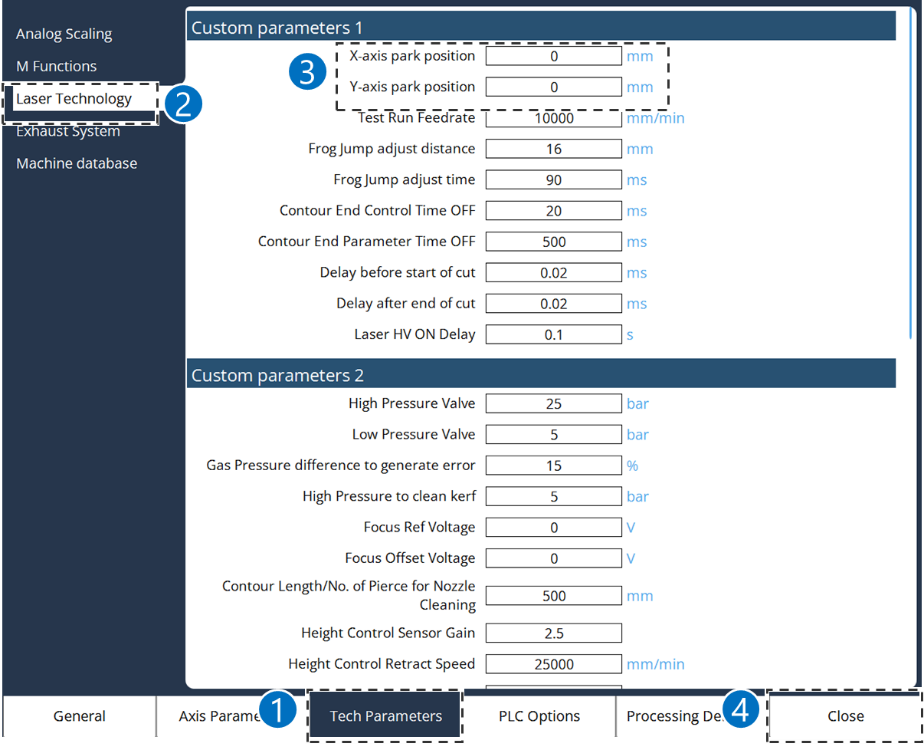 Analog Scaling
M Functions
Laser Technology
2
Exhaust System
Machine database
Custom parameters 1
3
X-axis park position 0 mm
Y-axis park position 0 mm
Test Run Feedrate 10000 mm/min
Frog Jump adjust distance 16 mm
Frog Jump adjust time 90 ms
Contour End Control Time OFF 20 ms
Contour End Parameter Time OFF 500 ms
Delay before start of cut 0.02 ms
Delay after end of cut 0.02 ms
Laser HV ON Delay 0.1 s
Custom parameters 2
High Pressure Valve 25 bar
Low Pressure Valve 5 bar
Gas Pressure difference to generate error 15 %
High Pressure to clean kerf 5 bar
Focus Ref Voltage 0 V
Focus Offset Voltage 0 V
Contour Length/No. of Pierce for Nozzle
Cleaning 500 mm
Height Control Sensor Gain 2.5
Height Control Retract Speed 25000 mm/min
General Axis Parame 1 Tech Parameters PLC Options Processing De 4 Close